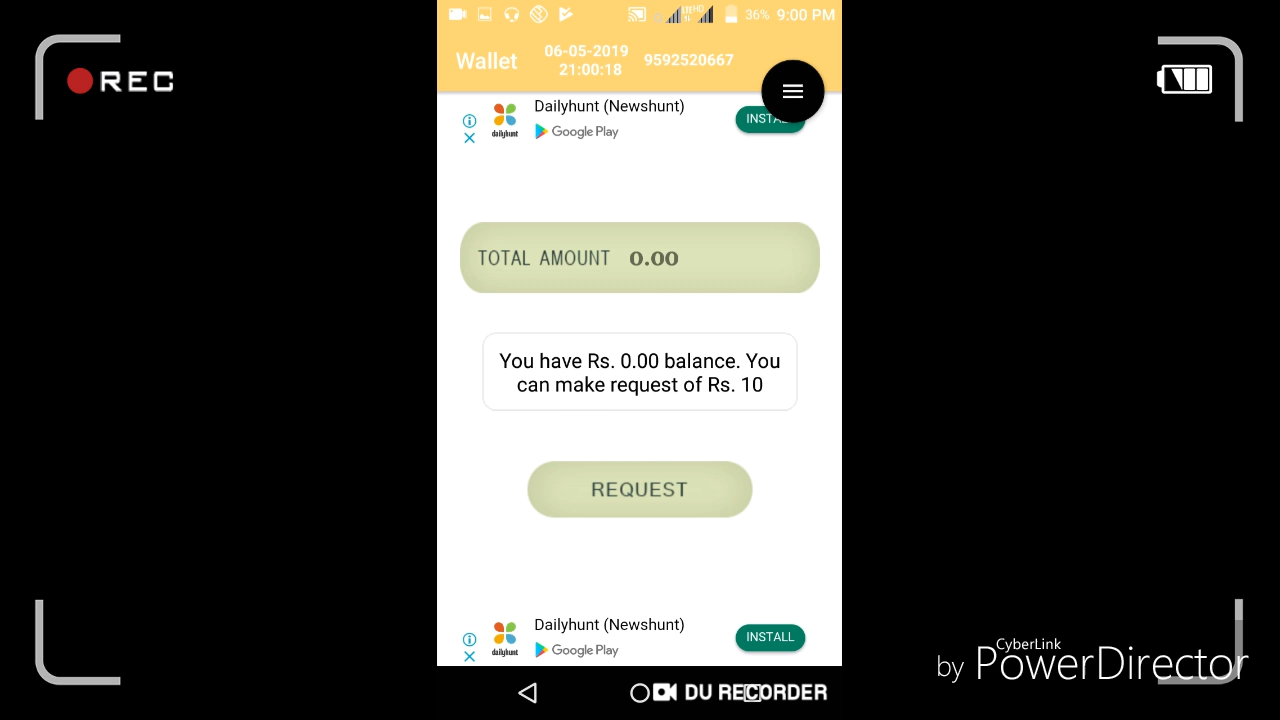 REC
36% 9:00 PM
Wallet
06-05-2019
21:00:18
9592520667
Dailyhunt (Newshunt)
dailyhunt
Google Play
TOTAL AMOUNT 0.00
You have Rs. 0.00 balance. You
can make request of Rs. 10
REQUEST
Dailyhunt (Newshunt)
INSTALL
dailyhunt
Google Play
DU RECORDER
CyberLink
by PowerDirector